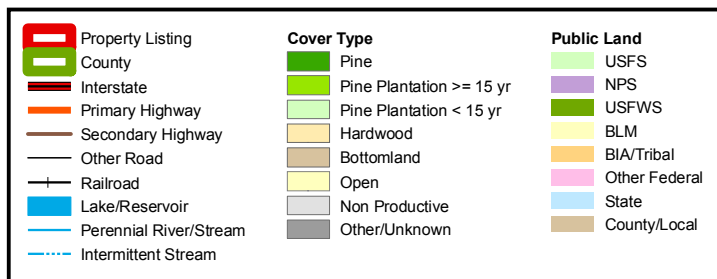 Property Listing
County
Interstate
Primary Highway
Secondary Highway
Other Road
Railroad
Lake/Reservoir
Perennial River/Stream
Intermittent Stream
Cover Type
Pine
Pine Plantation >= 15 yr
Pine Plantation < 15 yr
Hardwood
Bottomland
Open
Non Productive
Other/Unknown
Public Land
USFS
NPS
USFWS
BLM
BIA/Tribal
Other Federal
State
County/Local